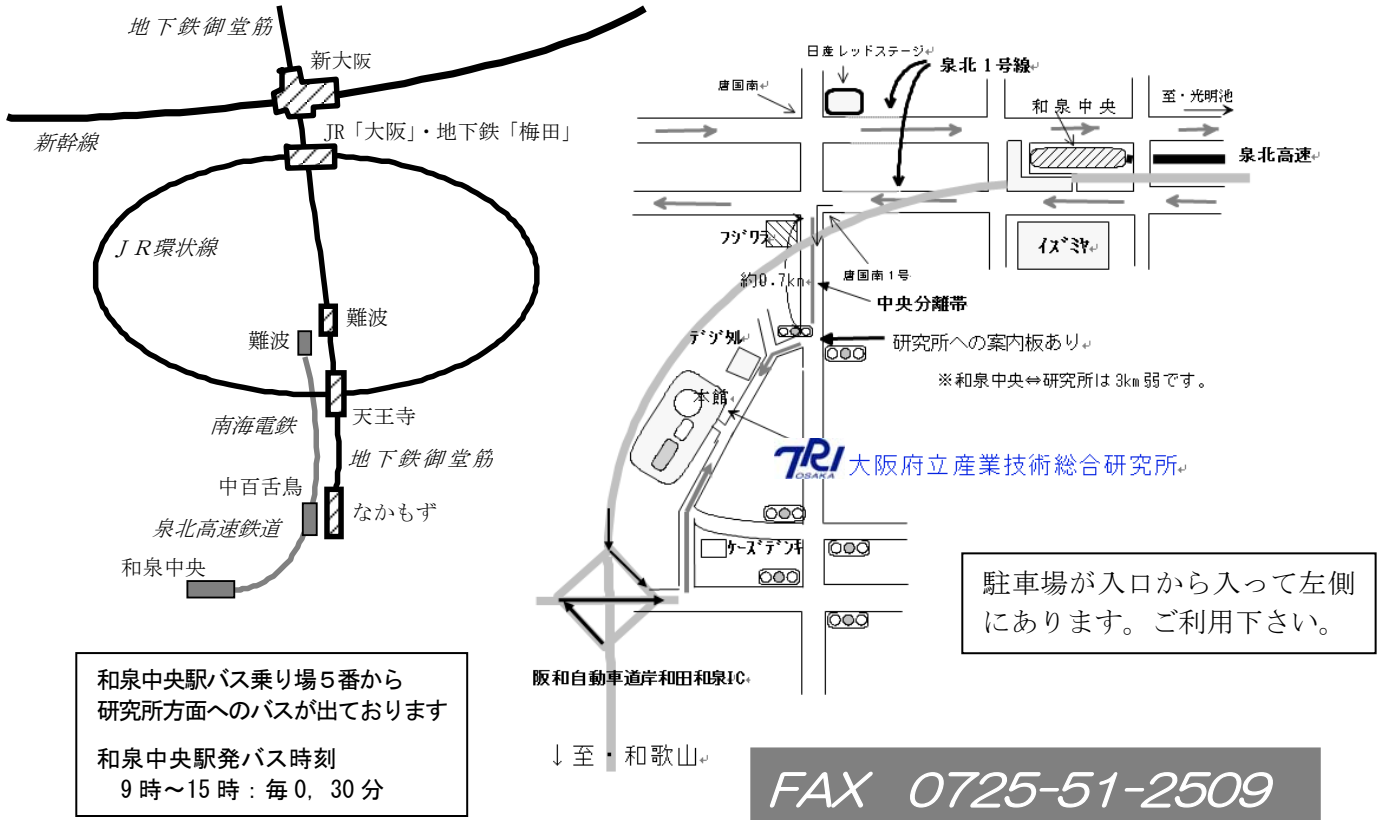 地下鉄御堂筋
新大阪
新幹線
JR「大阪」・地下鉄「梅田」
ＪＲ環状線
難波
難波
天王寺
南海電鉄
地下鉄御堂筋
中百舌鳥
なかもず
泉北高速鉄道
和泉中央
和泉中央駅バス乗り場５番から
研究所方面へのバスが出ております
和泉中央駅発バス時刻
９時～15時：毎0, 30分
日産レッドステージ
泉北１号線
唐国南
和泉中央
至・光明池
泉北高速
フジワラ
イズミヤ
約0.7km
唐国南1号
中央分離帯
デジタル
研究所への案内板あり
※和泉中央⇔研究所は3km弱です。
本館
TRI
OSAKA
大阪府立産業技術総合研究所
ケーズデンキ
駐車場が入口から入って左側
にあります。ご利用下さい。
阪和自動車道岸和田和泉IC
↓至・和歌山
FAX 0725-51-2509